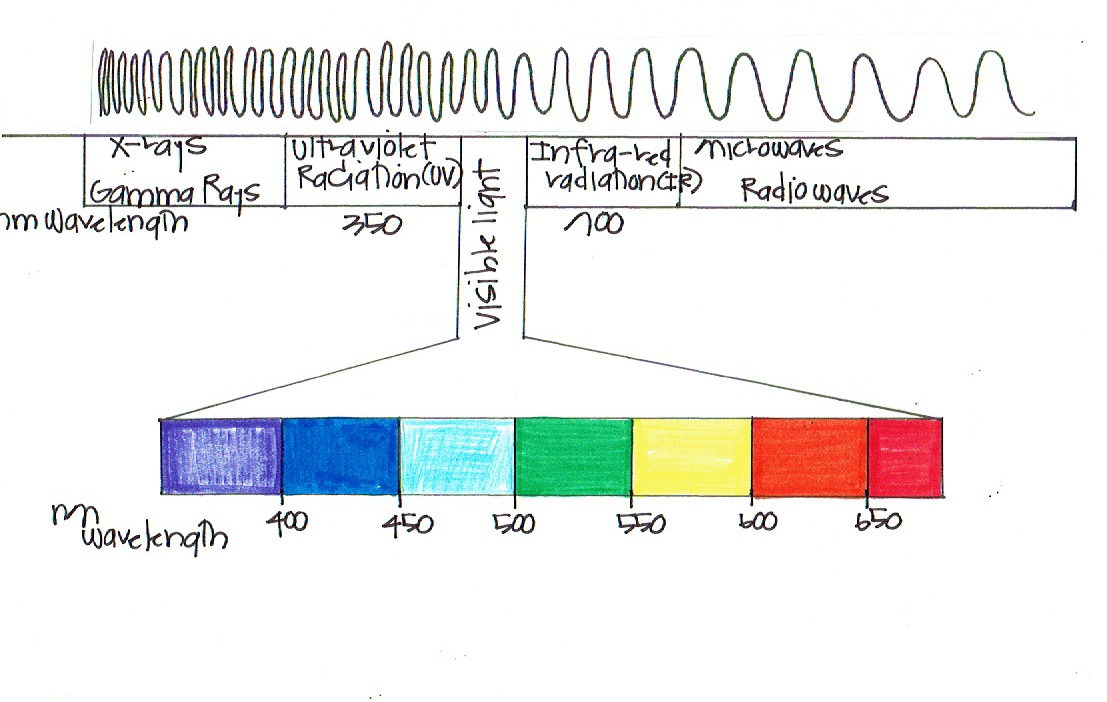 X-rays
Gamma Rays
Ultraviolet
Radiation(UV)
Visible light
Infra-red
radiation(IR)
Microwaves
Radiowaves
nm wavelength
350
700
400
450
500
550
600
650
nm
wavelength